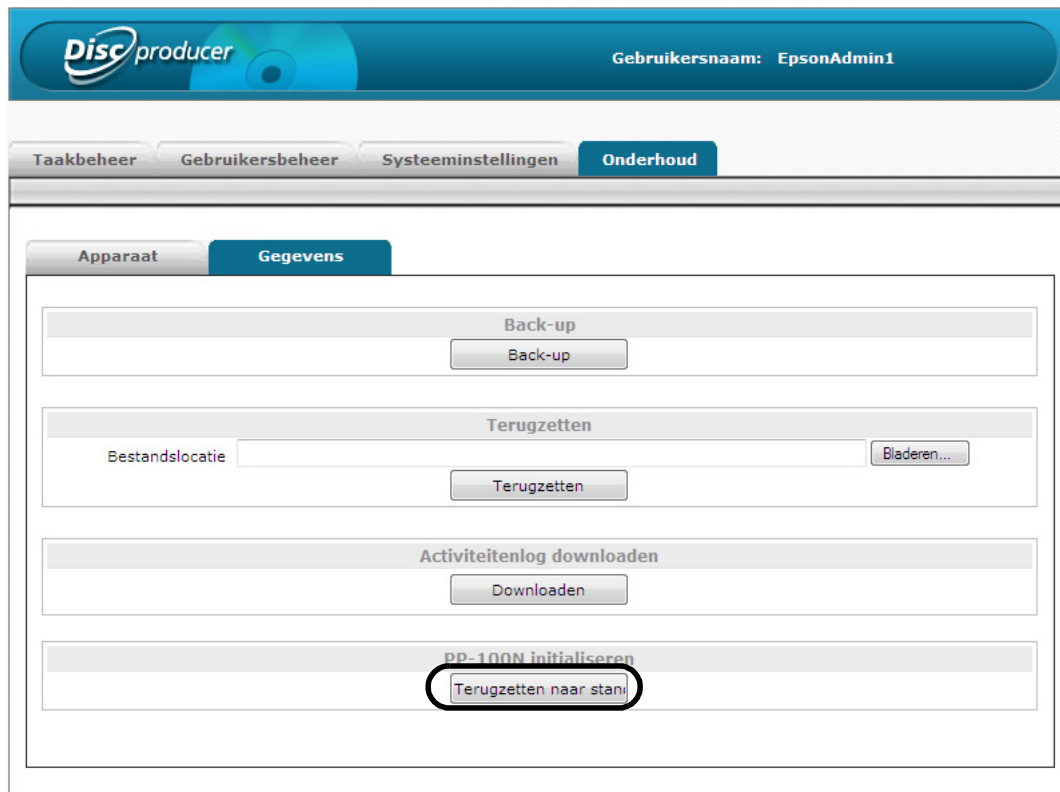 Disc producer
Gebruikersnaam: EpsonAdmin1
Taakbeheer Gebruikersbeheer Systeeminstellingen Onderhoud
Apparaat Gegevens
Back-up
Back-up
Terugzetten
Bestandslocatie Bladeren...
Terugzetten
Activiteitenlog downloaden
Downloaden
PP-100N initialiseren
Terugzetten naar stan